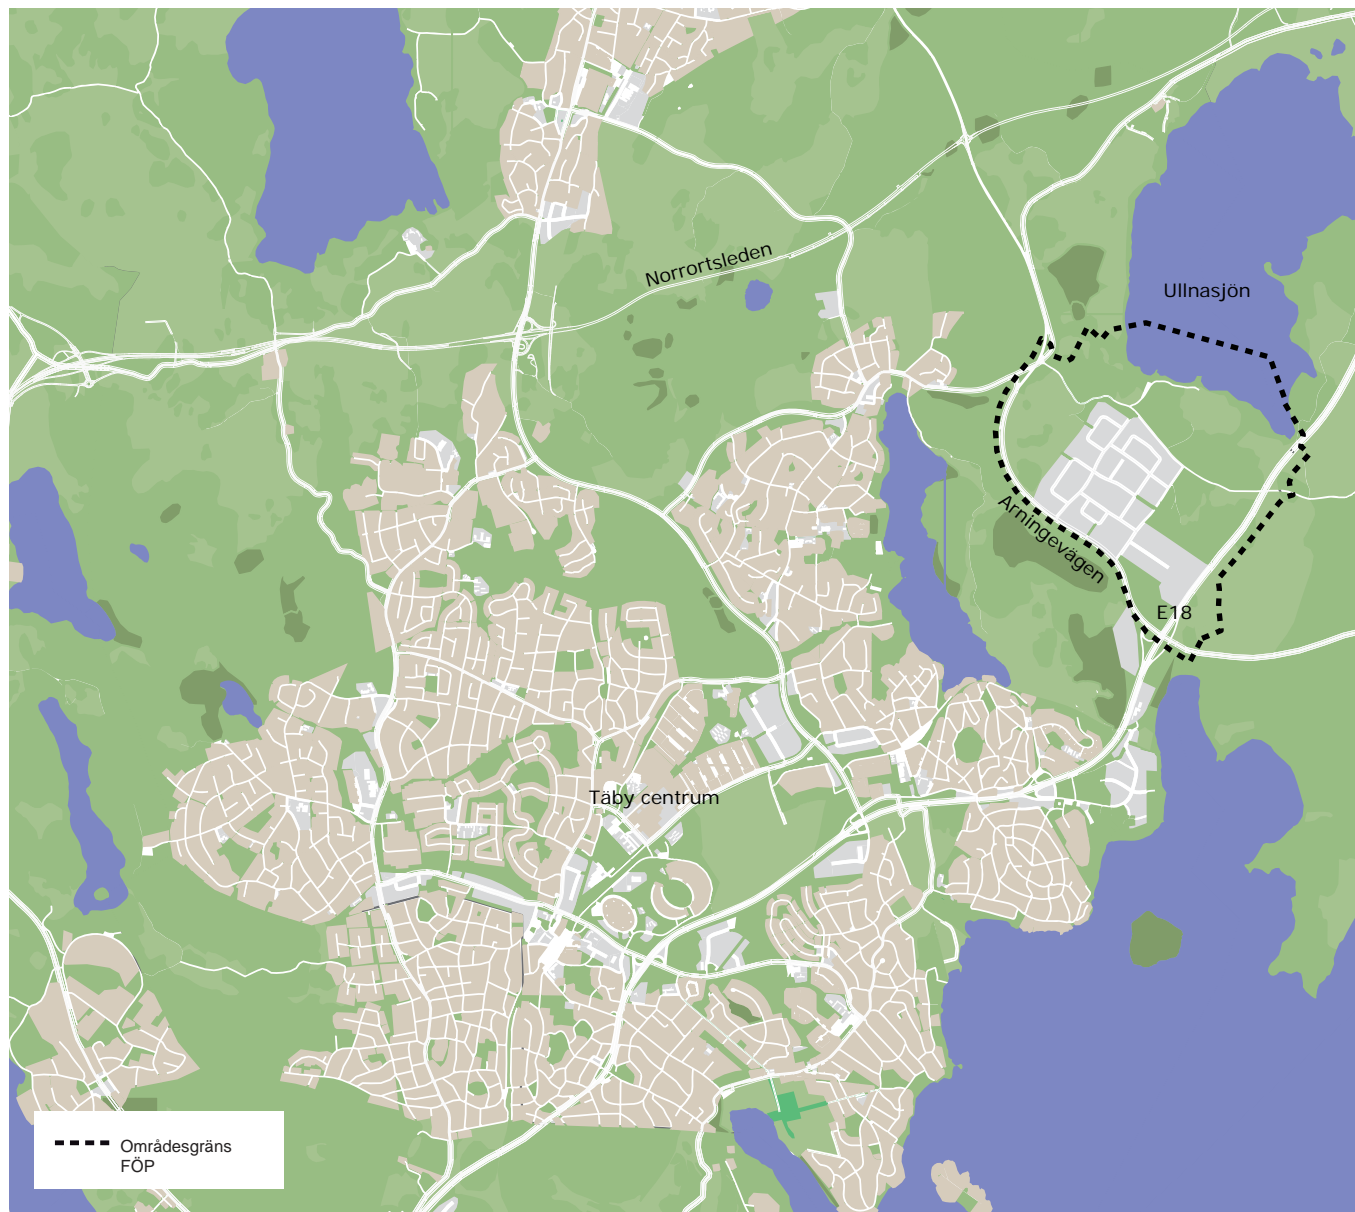 Norrortsleden
Ullnasjön
Arningevägen
E18
Täby centrum
Områdesgräns
FÖP